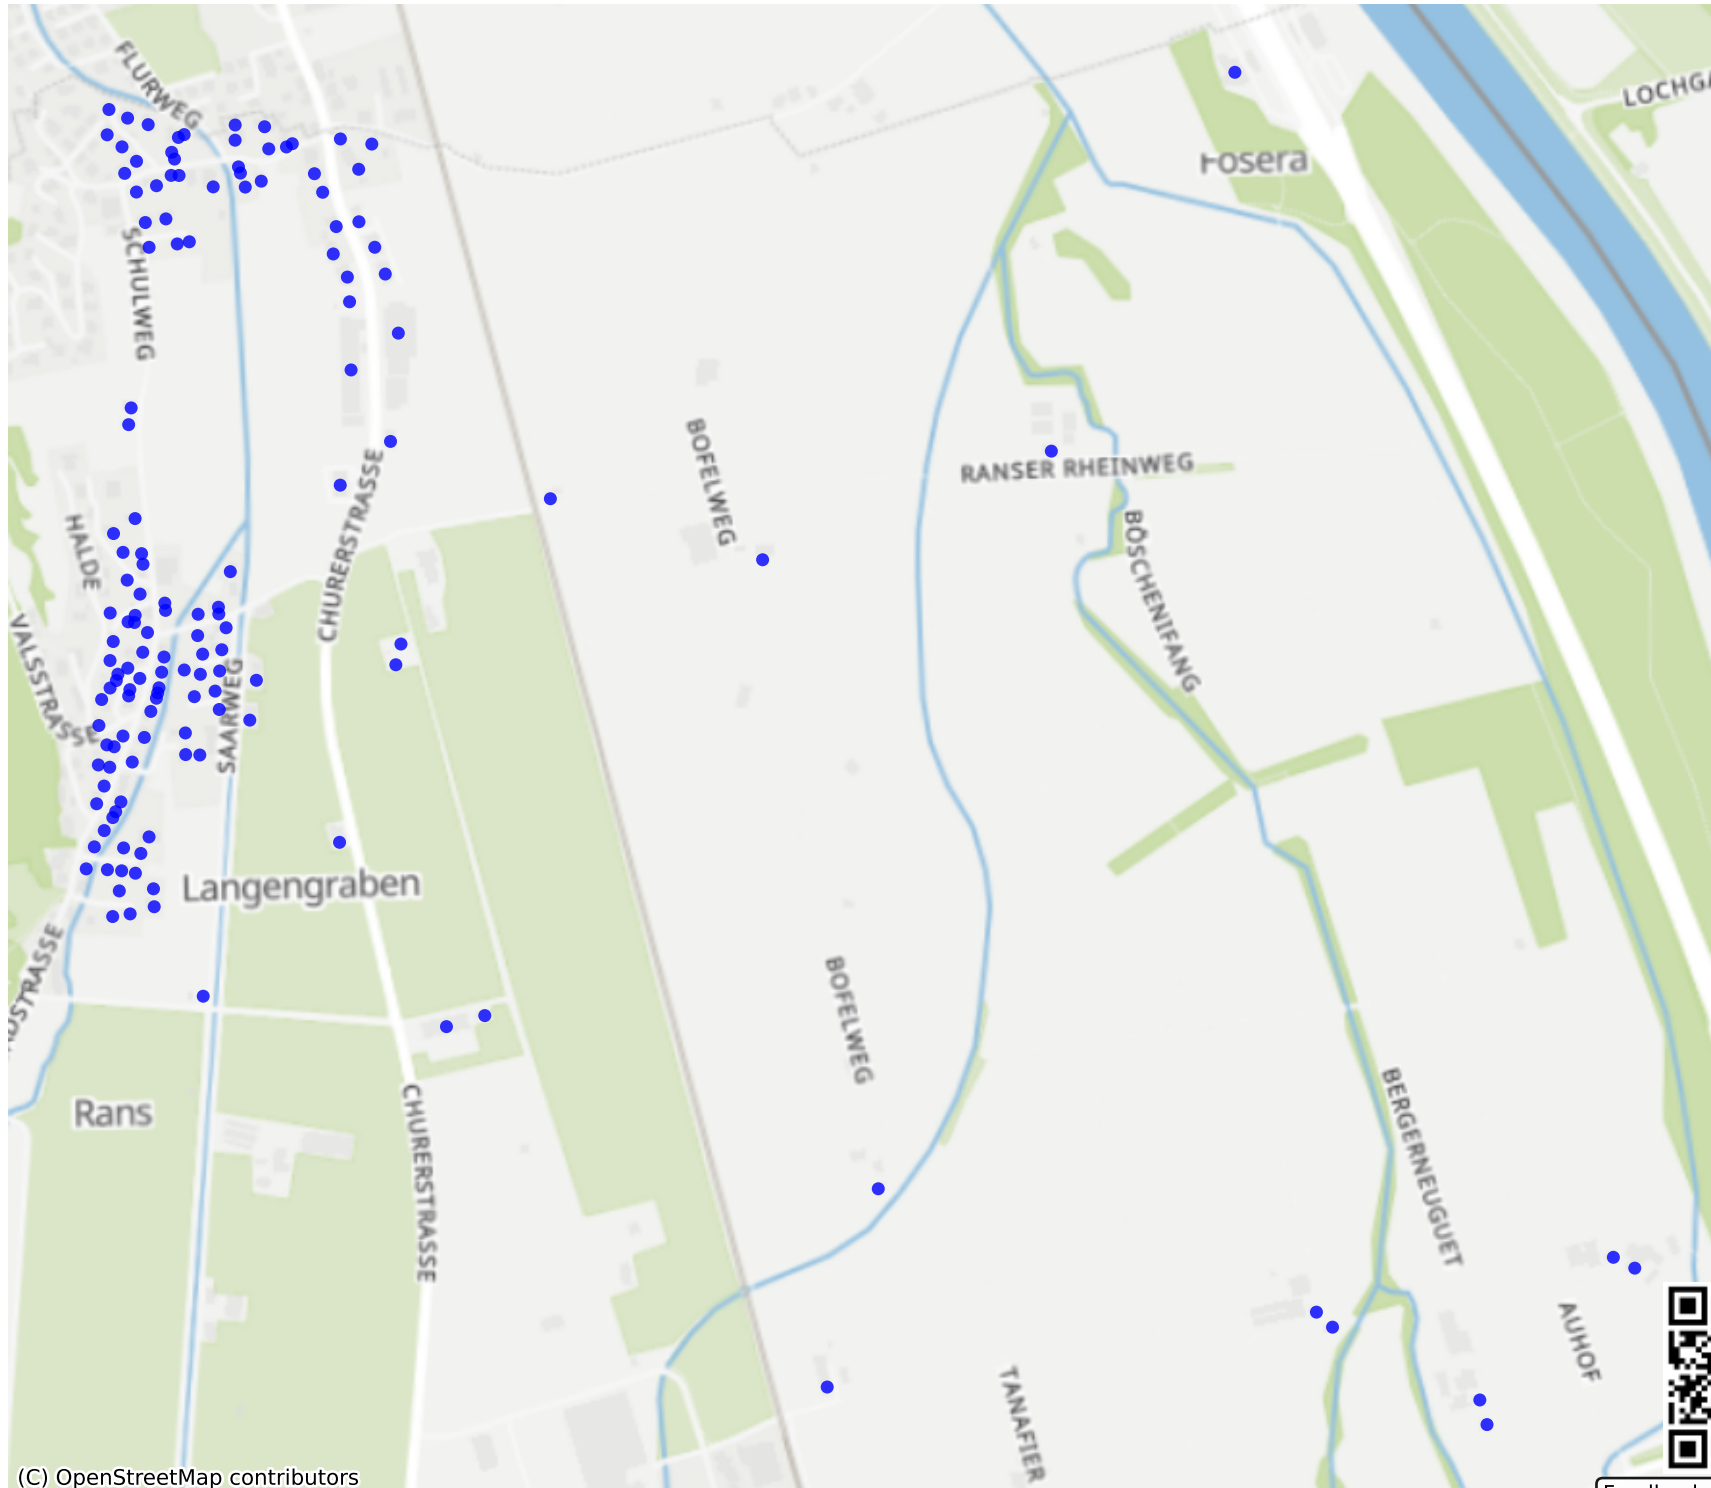 FLURWEG
LOCHGA
Fosera
SCHULWEG
BOFELWEG
CHURERSTRASSE
RANSER RHEINWEG
HALDE
BÖSCHENIFANG
VALSSTRASSE
SAARWEG
Langengraben
DSTRASSE
BOFELWEG
Rans
CHURERSTRASSE
BERGERNEUGUET
AUHOF
TANAFIER
(C) OpenStreetMap contributors